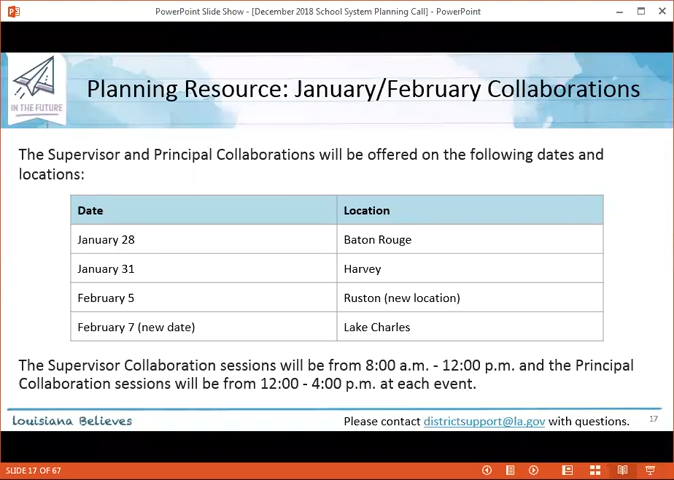 PowerPoint Slide Show - [December 2018 School System Planning Call] - PowerPoint
IN THE FUTURE
Planning Resource: January/February Collaborations
The Supervisor and Principal Collaborations will be offered on the following dates and
locations:
Date Location
January 28 Baton Rouge
January 31 Harvey
February 5 Ruston (new location)
February 7 (new date) Lake Charles
The Supervisor Collaboration sessions will be from 8:00 a.m. - 12:00 p.m. and the Principal
Collaboration sessions will be from 12:00 - 4:00 p.m. at each event.
Louisiana Believes
Please contact districtsupport@la.gov with questions.
17
SLIDE 17 OF 67